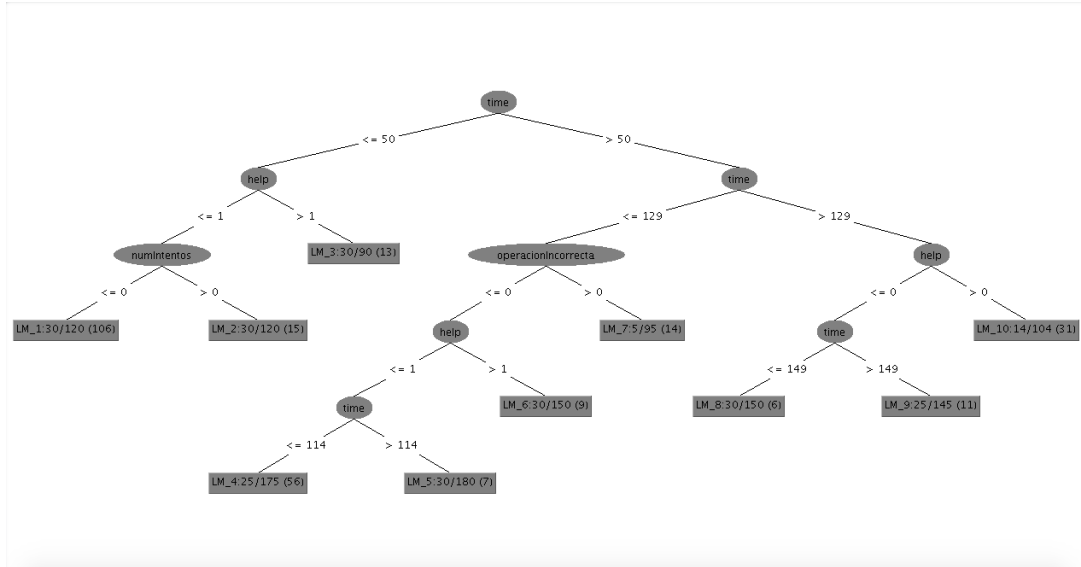 time
<= 50 > 50
help time
<= 1 > 1 <= 129 > 129
numIntentos LM_3:30/90 (13) operacionIncorrecta help
<= 0 > 0 <= 0 > 0 <= 0 > 0
LM_1:30/120 (106) LM_2:30/120 (15) help LM_7:5/95 (14) time LM_10:14/104 (31)
<= 1 > 1 <= 149 > 149
time LM_6:30/150 (9) LM_8:30/150 (6) LM_9:25/145 (11)
<= 114 > 114
LM_4:25/175 (56) LM_5:30/180 (7)